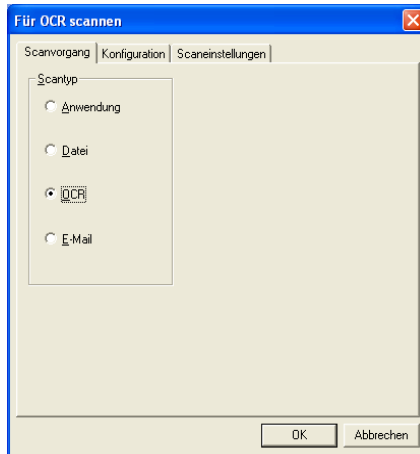 Für OCR scannen
Scanvorgang Konfiguration Scaneinstellungen
Scantyp
Anwendung
Datei
OCR
E-Mail
OK Abbrechen